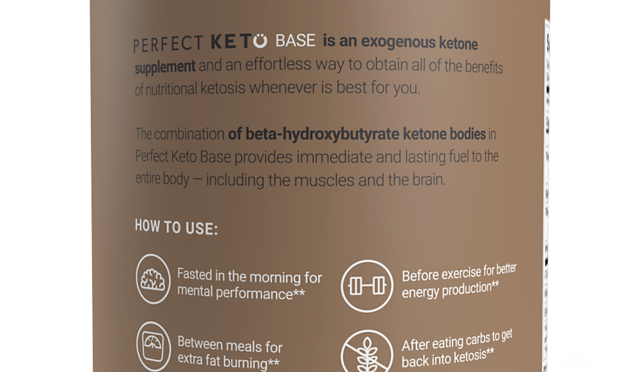 PERFECT KETO BASE is an exogenous ketone
supplement and an effortless way to obtain all of the benefits
of nutritional ketosis whenever is best for you.
The combination of beta-hydroxybutyrate ketone bodies in
Perfect Keto Base provides immediate and lasting fuel to the
entire body — including the muscles and the brain.
HOW TO USE:
Fasted in the morning for
mental performance**
Before exercise for better
energy production**
Between meals for
extra fat burning**
After eating carbs to get
back into ketosis**